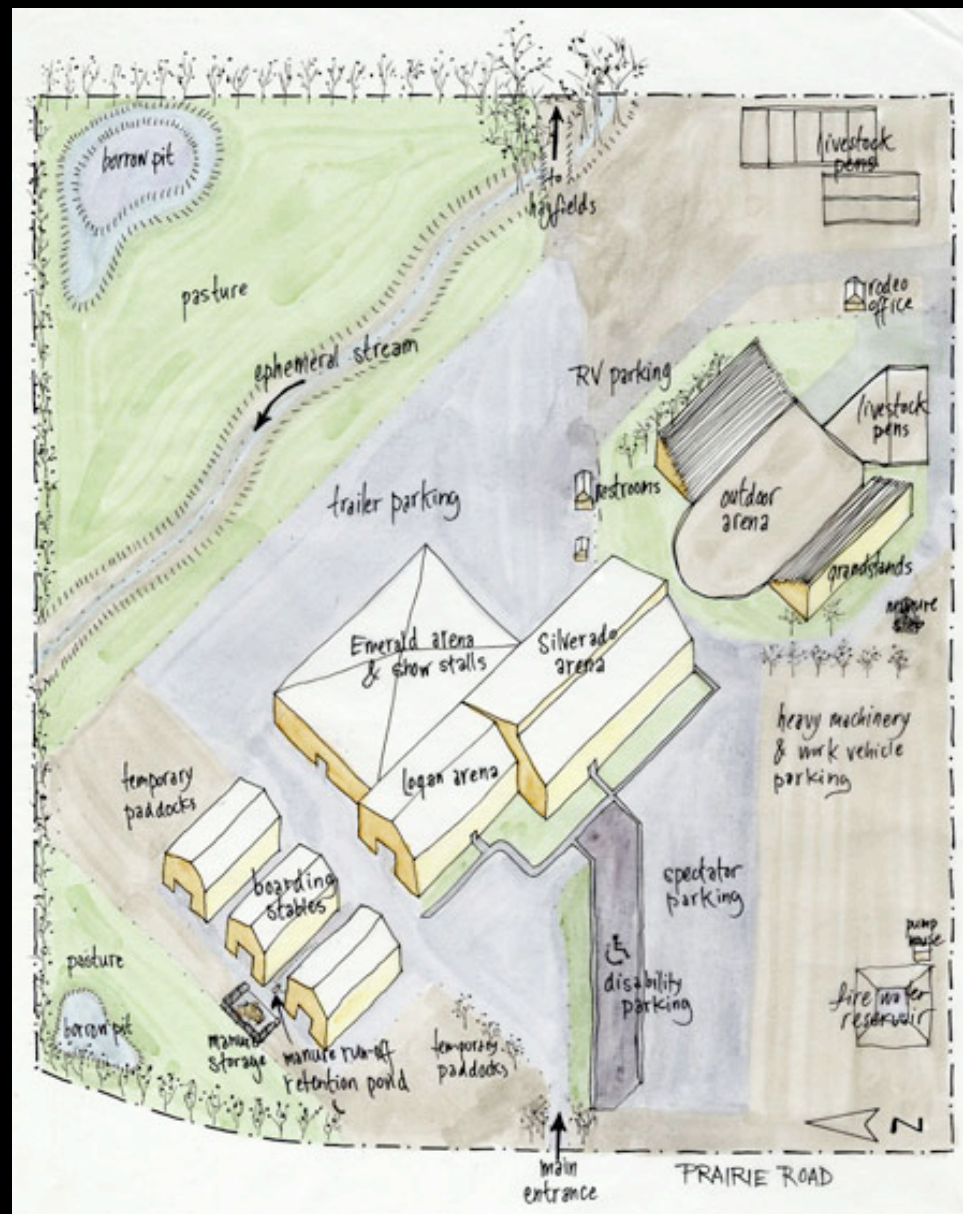 borrow pit
livestock
pens
to
hayfields
rodeo
office
pasture
ephemeral stream
RV parking
livestock
pens
trailer parking
restrooms
outdoor
arena
grandstands
manure
Emerald arena
& show stalls
Silverado
arena
heavy machinery
& work vehicle
parking
logan arena
temporary
paddocks
spectator
parking
boarding
stables
pump
house
pasture
disability
parking
fire water
reservoir
borrow pit
manure
storage
manure run-off
retention pond
temporary
paddocks
N
main
entrance
PRAIRIE ROAD